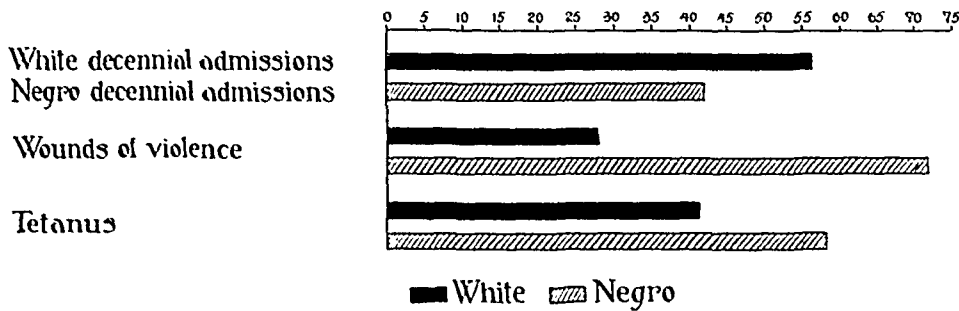 0 5 10 15 20 25 30 35 40 45 50 55 60 65 70 75
White decennial admissions
Negro decennial admissions
Wounds of violence
Tetanus
White Negro